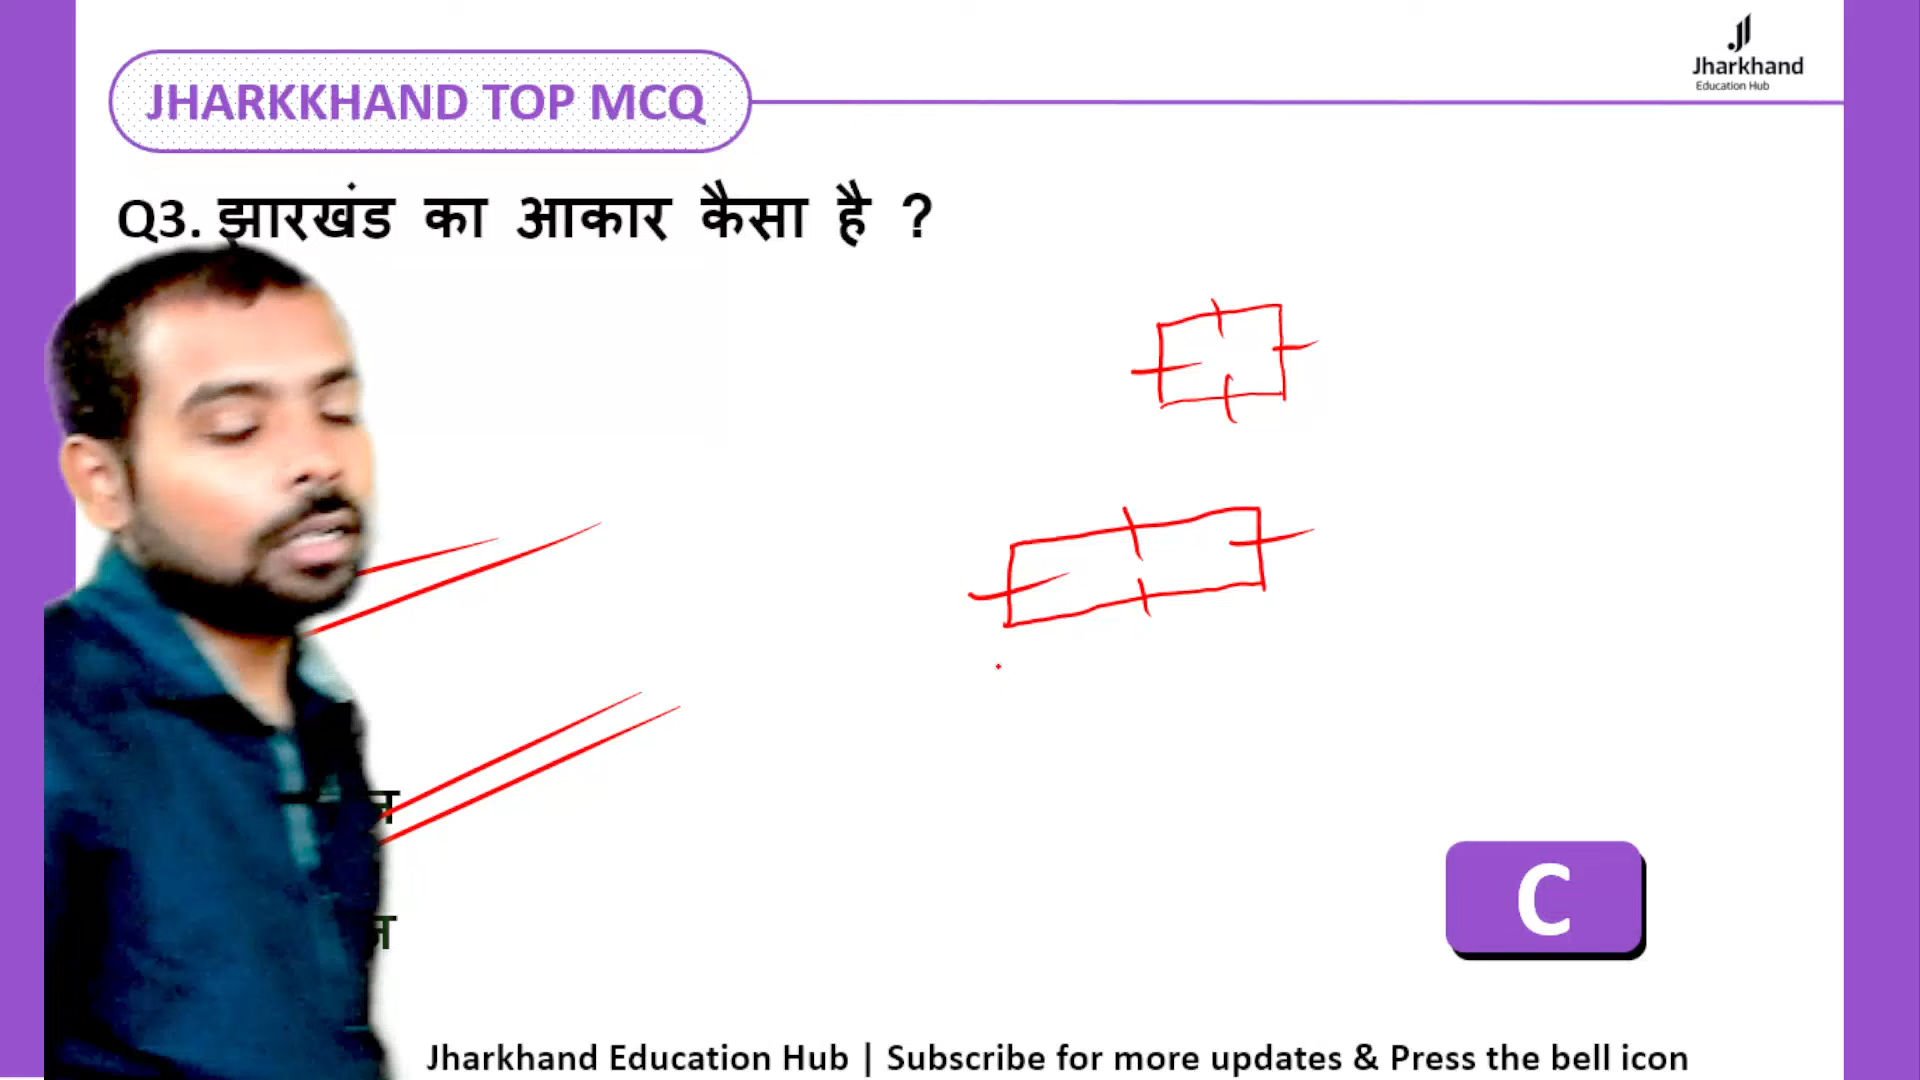 Jharkhand
Education Hub
JHARKKHAND TOP MCQ
Q3. झारखंड का आकार कैसा है ?
C
Jharkhand Education Hub | Subscribe for more updates & Press the bell icon